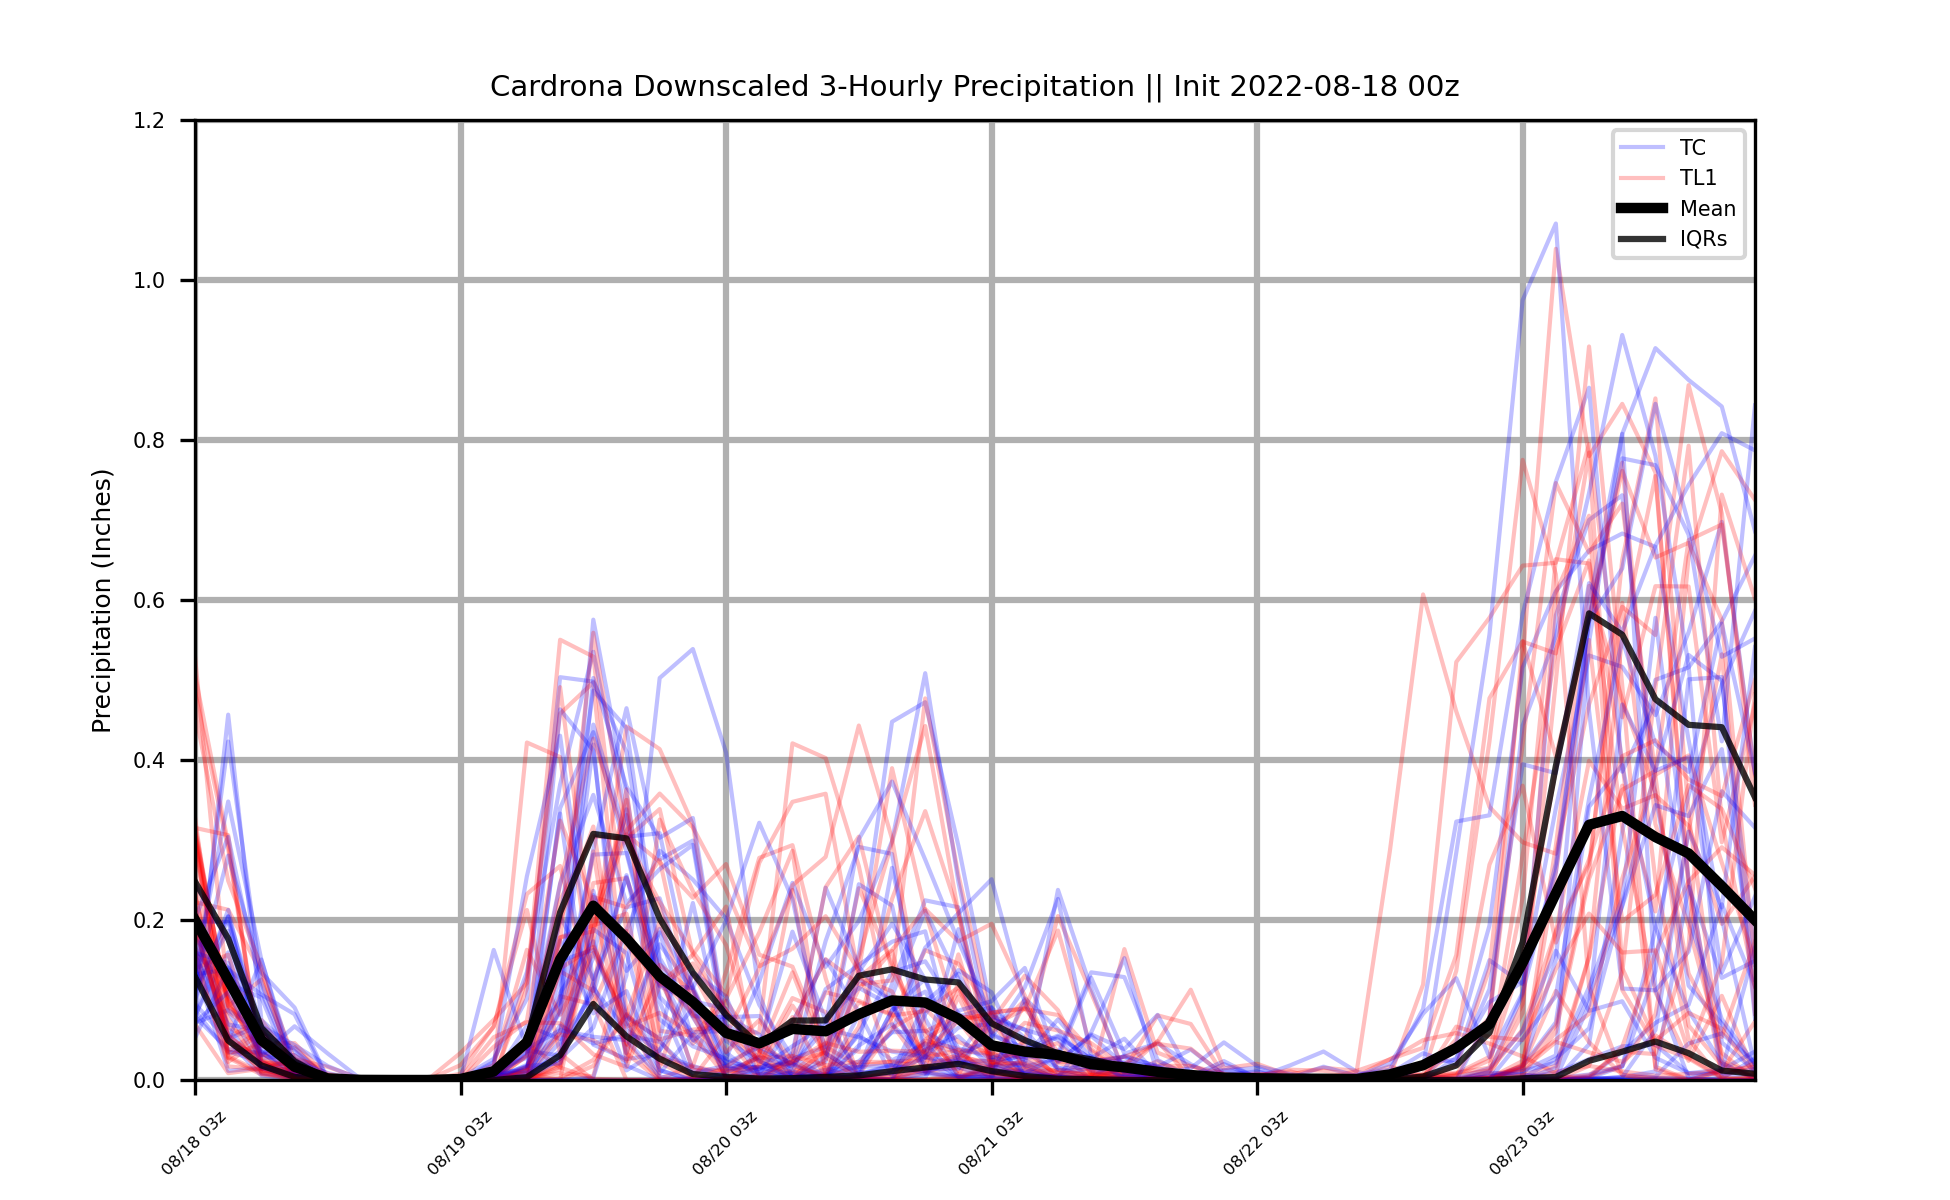 Cardrona Downscaled 3-Hourly Precipitation || Init 2022-08-18 00z
TC
TL1
Mean
IQRs
Precipitation (Inches)
1.2
1.0
0.8
0.6
0.4
0.2
0.0
08/18 03z
08/19 03z
08/20 03z
08/21 03z
08/22 03z
08/23 03z